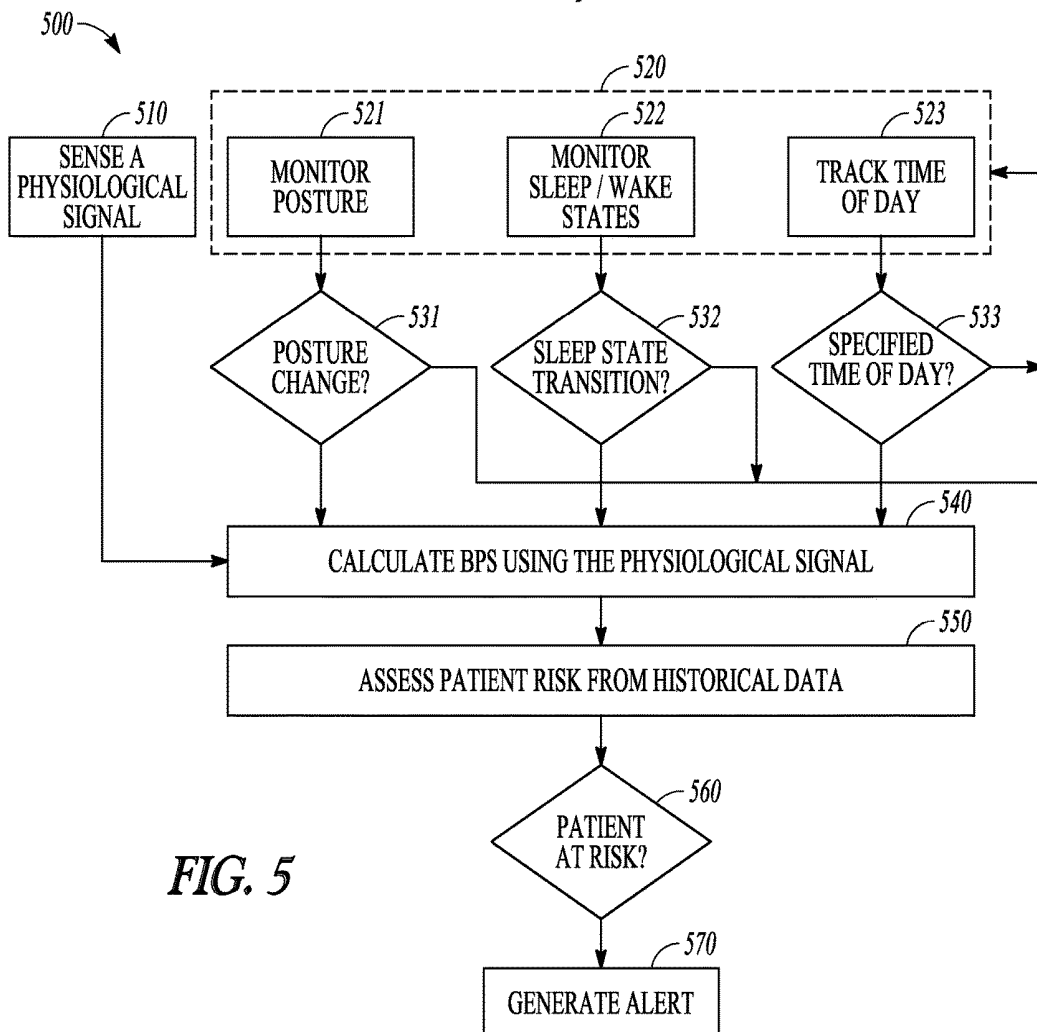 500
520
510
521
522
523
SENSE A
PHYSIOLOGICAL
SIGNAL
MONITOR
POSTURE
MONITOR
SLEEP / WAKE
STATES
TRACK TIME
OF DAY
531
POSTURE
CHANGE?
532
SLEEP STATE
TRANSITION?
533
SPECIFIED
TIME OF DAY?
540
CALCULATE BPS USING THE PHYSIOLOGICAL SIGNAL
550
ASSESS PATIENT RISK FROM HISTORICAL DATA
560
PATIENT
AT RISK?
FIG. 5
570
GENERATE ALERT